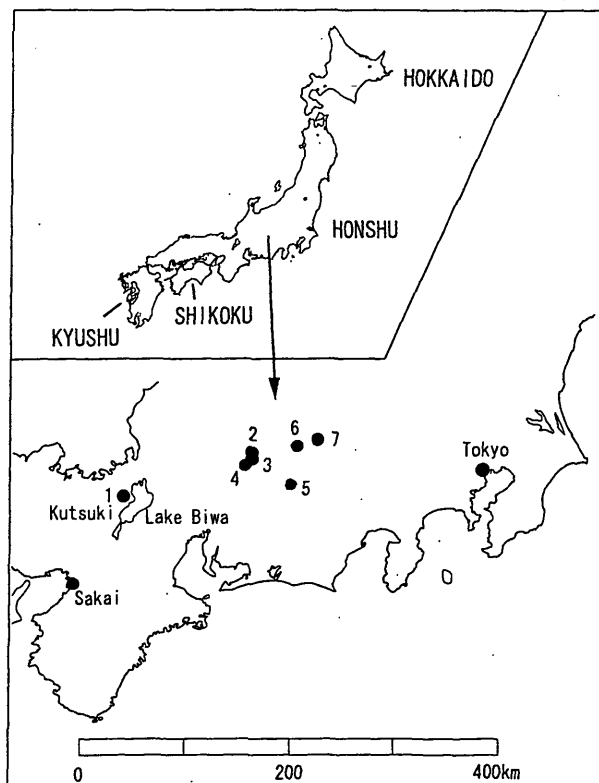 HOKKAIDO
HONSHU
SHIKOKU
KYUSHU
2
6
7
Tokyo
3
4
5
1
Kutsuki
Lake Biwa
Sakai
0
200
400km